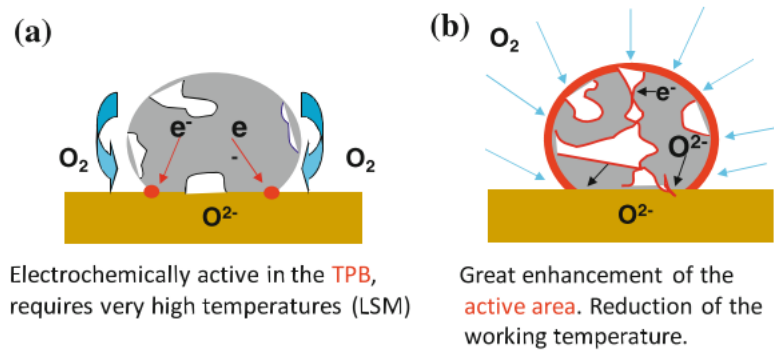 (a)
e⁻
e
-
O₂
O₂
O²⁻
Electrochemically active in the TPB,
requires very high temperatures (LSM)
(b)
O₂
e⁻
O²⁻
O²⁻
Great enhancement of the
active area. Reduction of the
working temperature.